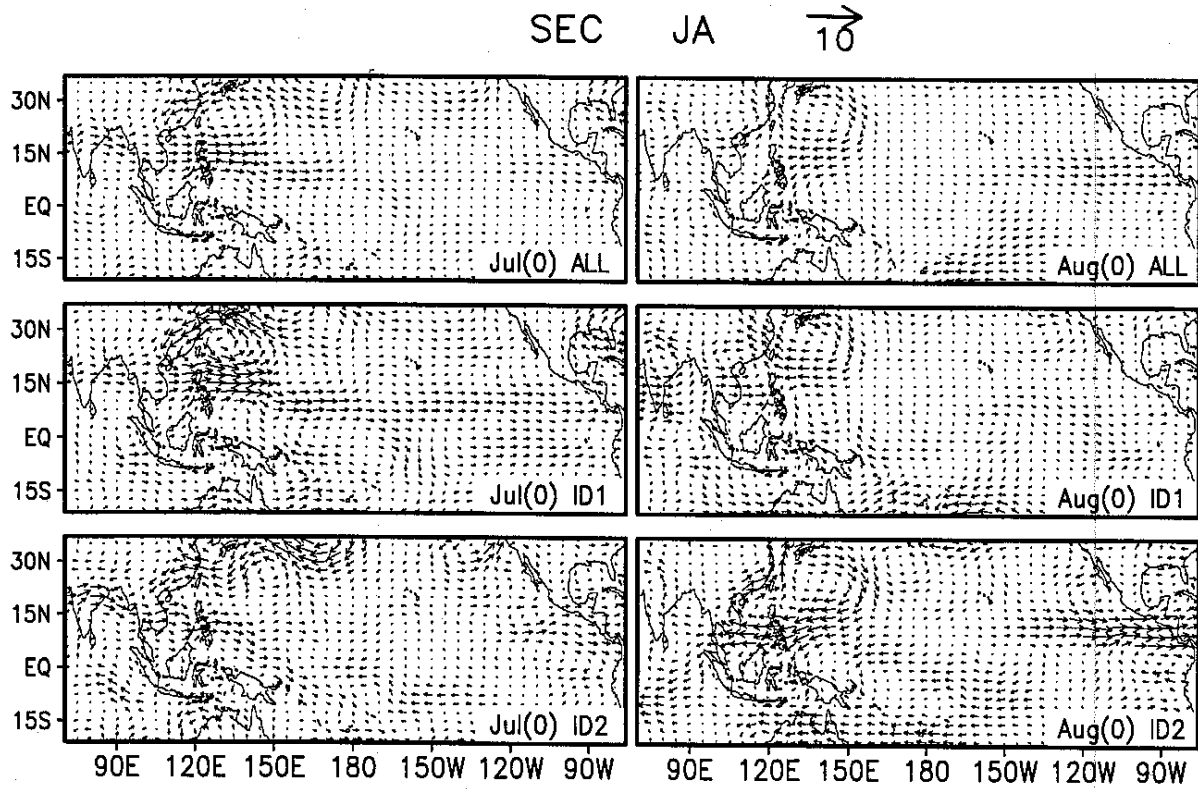 SEC JA 10
30N
15N
EQ
15S
Jul(0) ALL
Aug(0) ALL
30N
15N
EQ
15S
Jul(0) ID1
Aug(0) ID1
30N
15N
EQ
15S
Jul(0) ID2
Aug(0) ID2
90E 120E 150E 180 150W 120W 90W 90E 120E 150E 180 150W 120W 90W